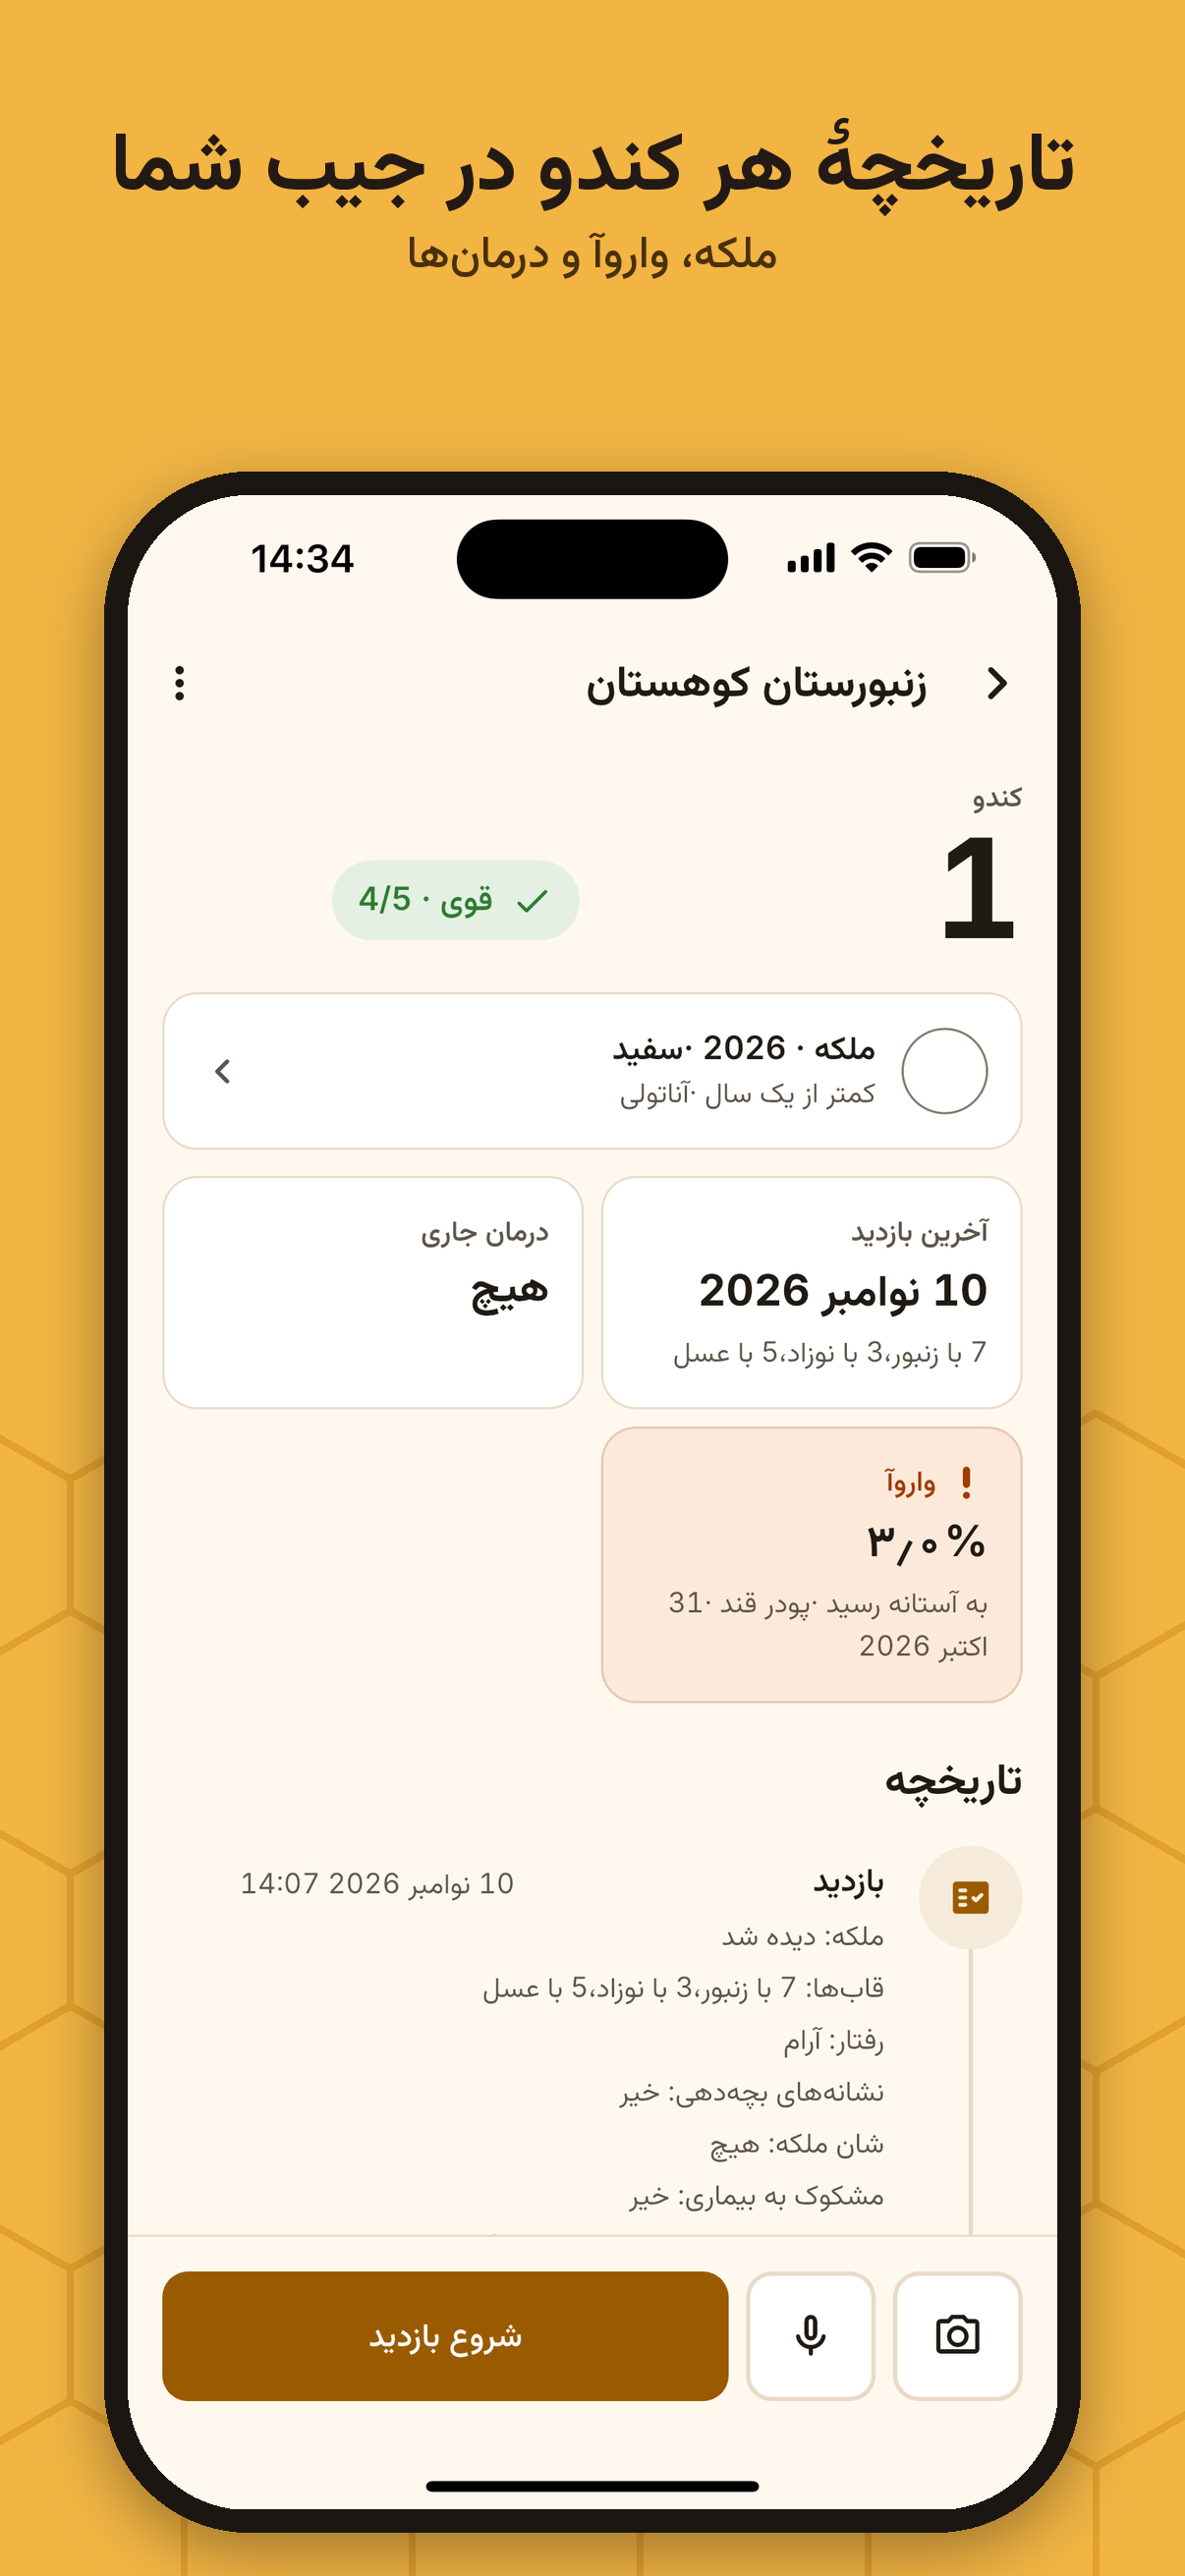 تاریخچهٔ هر کندو در جیب شما
ملکه، واروآ و درمان‌ها
14:34
زنبورستان کوهستان
کندو
1
قوی · 4/5
ملکه · 2026 ·سفید
کمتر از یک سال ·آناتولی
آخرین بازدید
10 نوامبر 2026
7 با زنبور،3 با نوزاد،5 با عسل
درمان جاری
هیچ
واروآ
%۳٫۰
به آستانه رسید ·پودر قند ·31
اکتبر 2026
تاریخچه
بازدید
10 نوامبر 2026 14:07
ملکه: دیده شد
قاب‌ها: 7 با زنبور،3 با نوزاد،5 با عسل
رفتار: آرام
نشانه‌های بچه‌دهی: خیر
شان ملکه: هیچ
مشکوک به بیماری: خیر
شروع بازدید